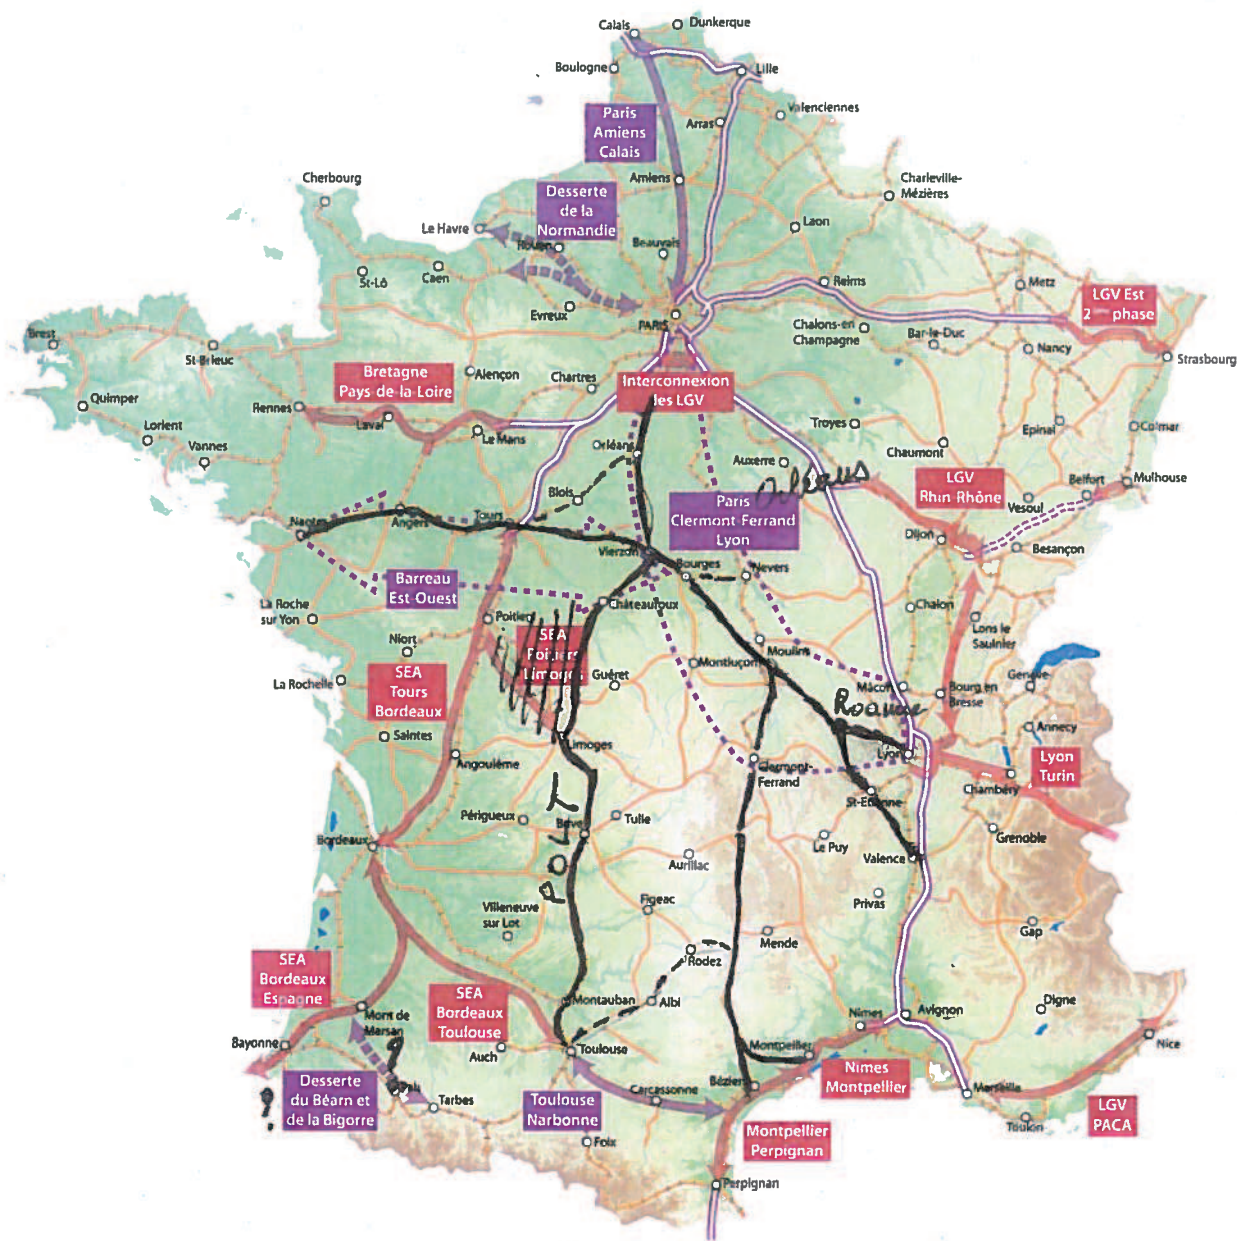 Calais
Dunkerque
Boulogne
Lille
Valenciennes
Paris
Amiens
Calais
Arras
Amiens
Charleville-
Mézières
Cherbourg
Desserte
de la
Normandie
Le Havre
Rouen
Beauvais
Laon
St-Lô
Caen
Evreux
PARIS
Reims
Metz
LGV Est
2 phase
Chalons-en
Champagne
Bar-le-Duc
Nancy
Strasbourg
Brest
St-Brieuc
Alençon
Chartres
Bretagne
Pays-de-la-Loire
Interconnexion
des LGV
Quimper
Lorient
Vannes
Rennes
Laval
Le Mans
Orléans
Troyes
Chaumont
Epinal
Colmar
Auxerre
Orléans
LGV
Rhin-Rhône
Belfort
Mulhouse
Vesoul
Blois
Paris
Clermont-Ferrand
Lyon
Nantes
Angers
Tours
Vierzon
Dijon
Besançon
Bourges
Nevers
Barreau
Est-Ouest
Châteauroux
La Roche
sur Yon
Poitiers
Chalon
Lons le
Saulnier
Niort
SEA
Poitiers
Limoges
Moulins
Montluçon
Guéret
La Rochelle
SEA
Tours
Bordeaux
Mâcon
Bourg en
Bresse
Genève
Roanne
Annecy
Saintes
Limoges
Angoulême
Lyon
Clermont-
Ferrand
Lyon
Turin
Chambéry
St-Etienne
POLT
Périgueux
Tulle
Brive
Le Puy
Grenoble
Bordeaux
Aurillac
Valence
Privas
Villeneuve
sur Lot
Figeac
Gap
Mende
Rodez
SEA
Bordeaux
Espagne
SEA
Bordeaux
Toulouse
Montauban
Albi
Mont de
Marsan
Nîmes
Avignon
Digne
Bayonne
?
Auch
Toulouse
Montpellier
Nice
?
Desserte
du Béarn et
de la Bigorre
Pau
Tarbes
Toulouse
Narbonne
Carcassonne
Béziers
Nîmes
Montpellier
Marseille
Toulon
LGV
PACA
Foix
Montpellier
Perpignan
Perpignan